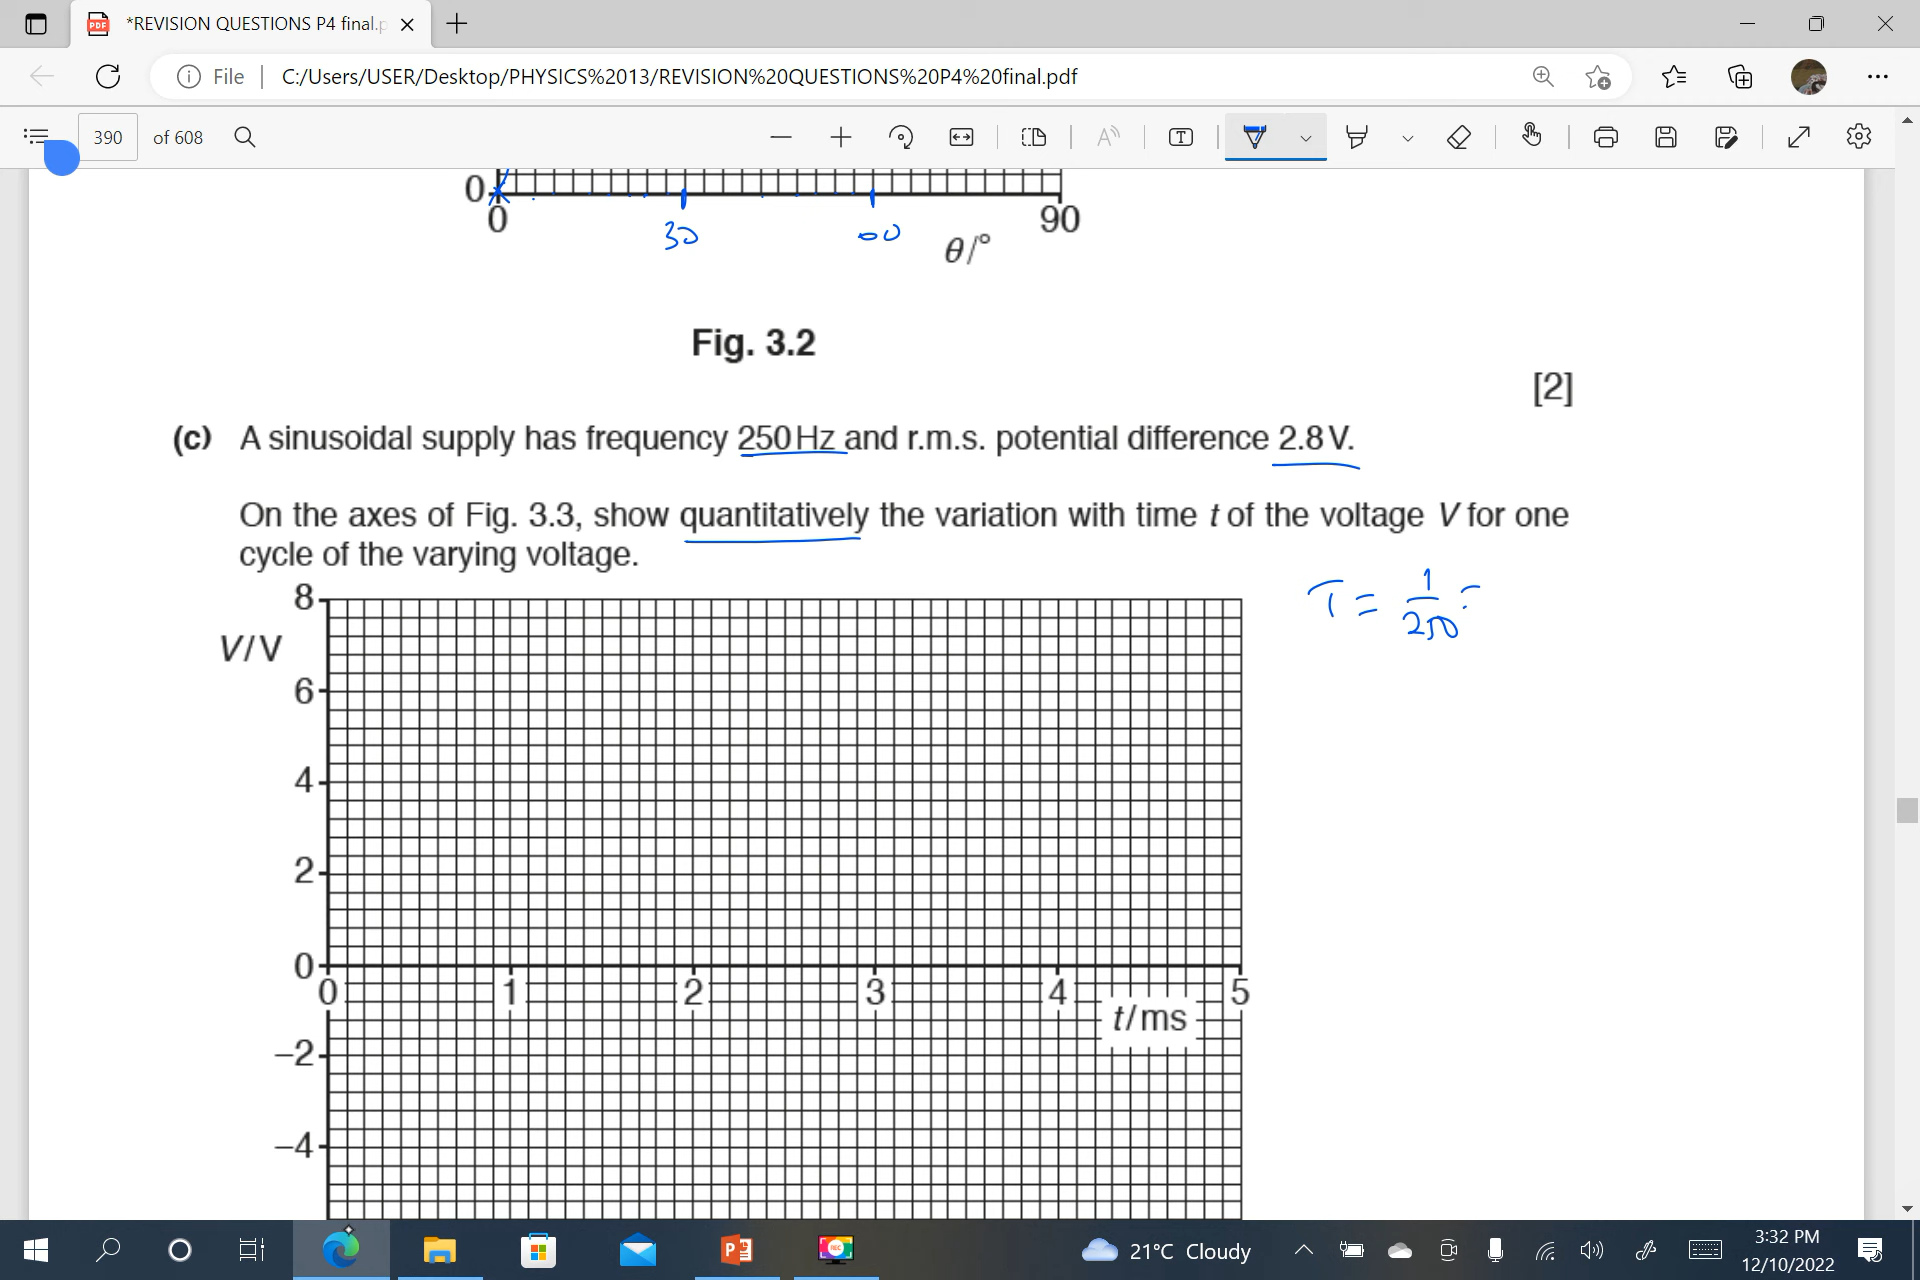 *REVISION QUESTIONS P4 final.p
File
C:/Users/USER/Desktop/PHYSICS%2013/REVISION%20QUESTIONS%20P4%20final.pdf
390 of 608
0
0
30
90
θ/°
Fig. 3.2
[2]
(c) A sinusoidal supply has frequency 250 Hz and r.m.s. potential difference 2.8 V.
On the axes of Fig. 3.3, show quantitatively the variation with time t of the voltage V for one
cycle of the varying voltage.
T = 1/250 =
8
V/V
6
4
2
0
0 1 2 3 4 5
t/ms
−2
−4
21°C Cloudy
3:32 PM
12/10/2022